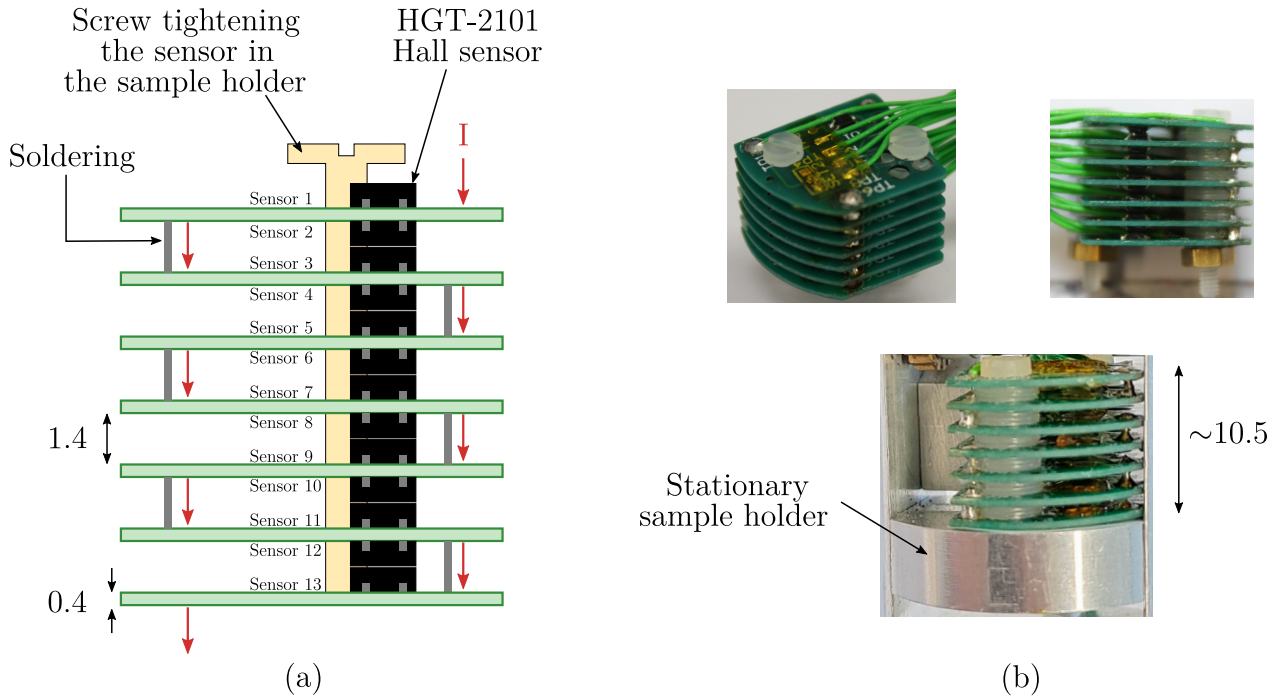 Screw tightening
the sensor in
the sample holder
HGT-2101
Hall sensor
I
Soldering
Sensor 1
Sensor 2
Sensor 3
Sensor 4
Sensor 5
Sensor 6
Sensor 7
1.4
Sensor 8
Sensor 9
Sensor 10
Sensor 11
Sensor 12
Sensor 13
0.4
(a)
~10.5
Stationary
sample holder
(b)